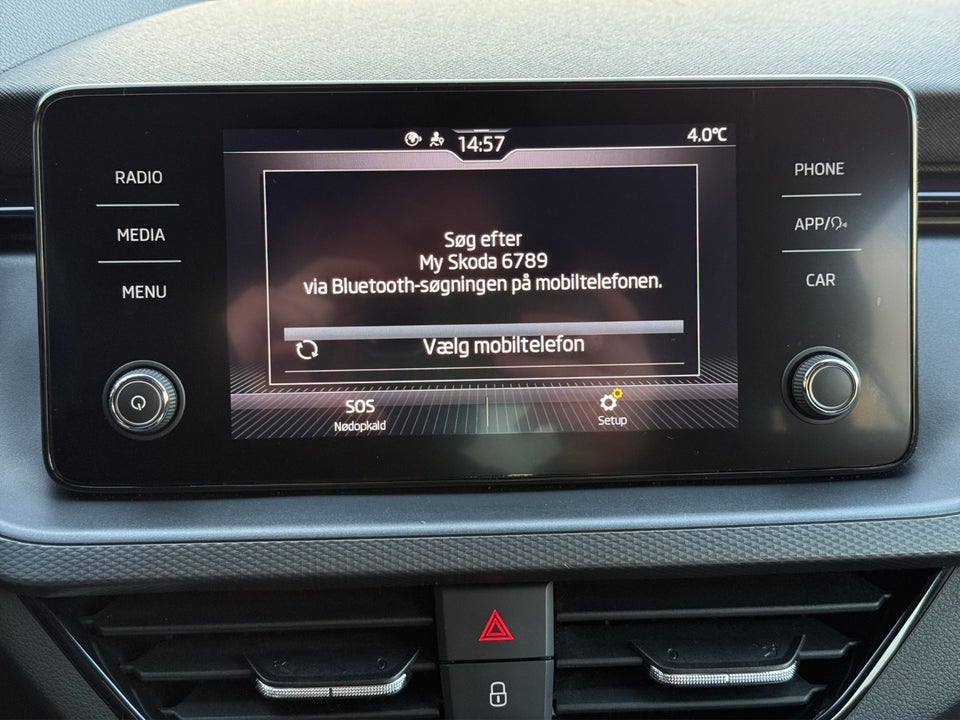 14:57
4.0°C
RADIO
MEDIA
MENU
Søg efter
My Skoda 6789
via Bluetooth-søgningen på mobiltelefonen.
Vælg mobiltelefon
SOS
Nødopkald
Setup
PHONE
APP/
CAR